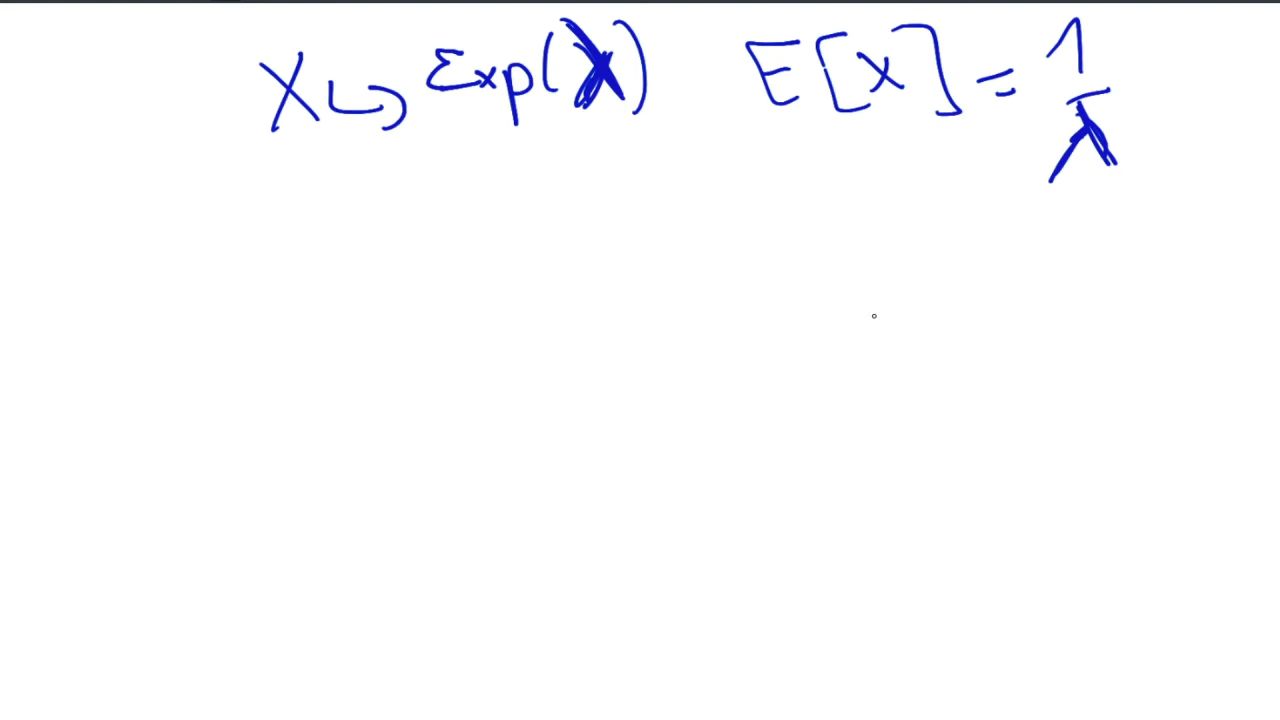 X ↪ Exp(λ) E[X] = 1/λ